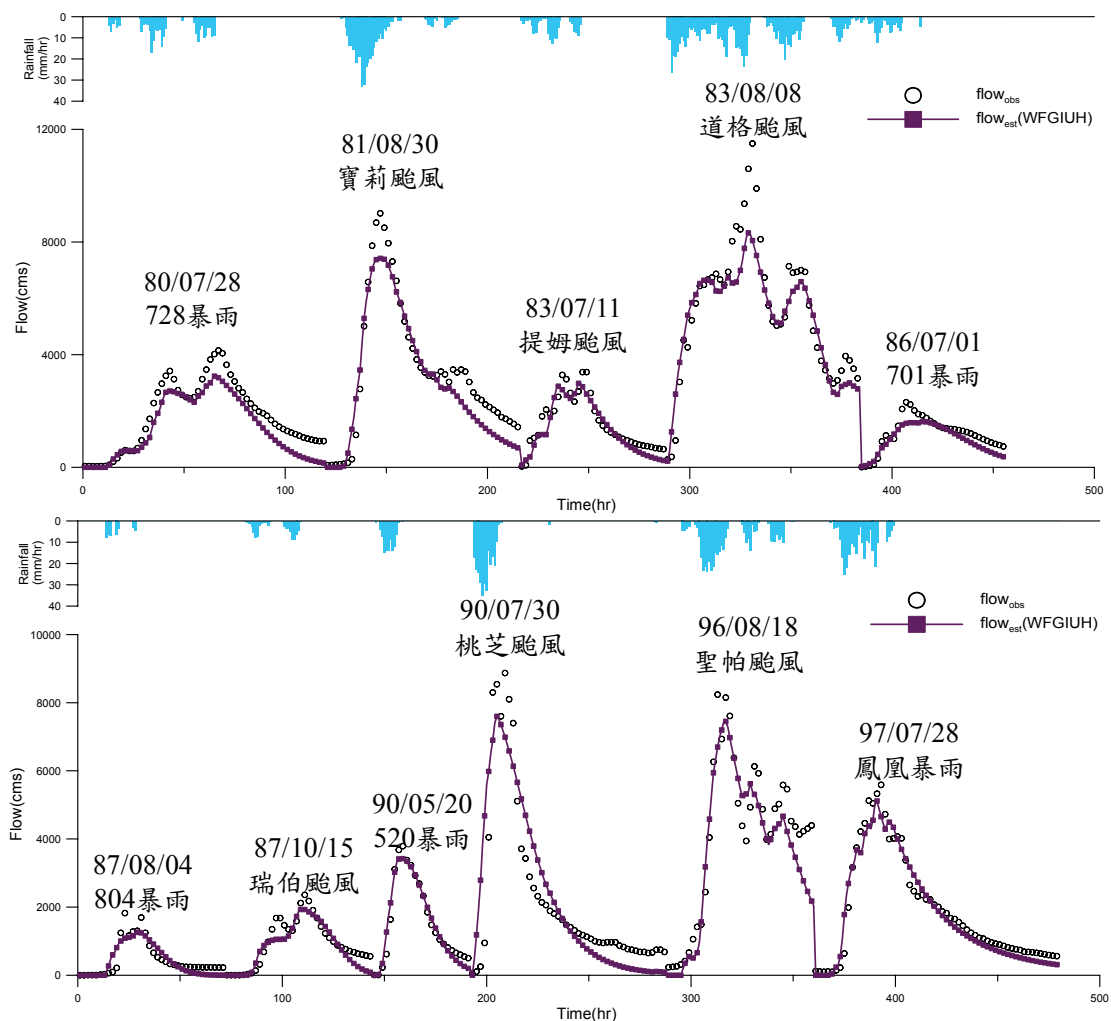 0
10
20
30
40
Rainfall
(mm/hr)
83/08/08
道格颱風
flow_obs
flow_est(WFGIUH)
12000
81/08/30
寶莉颱風
8000
Flow(cms)
80/07/28
728暴雨
83/07/11
提姆颱風
86/07/01
701暴雨
4000
0
0
100
200
300
400
500
Time(hr)
0
10
20
30
40
Rainfall
(mm/hr)
90/07/30
桃芝颱風
96/08/18
聖帕颱風
flow_obs
flow_est(WFGIUH)
10000
8000
97/07/28
鳳凰暴雨
6000
Flow(cms)
90/05/20
520暴雨
4000
87/08/04
804暴雨
87/10/15
瑞伯颱風
2000
0
0
100
200
300
400
500
Time(hr)